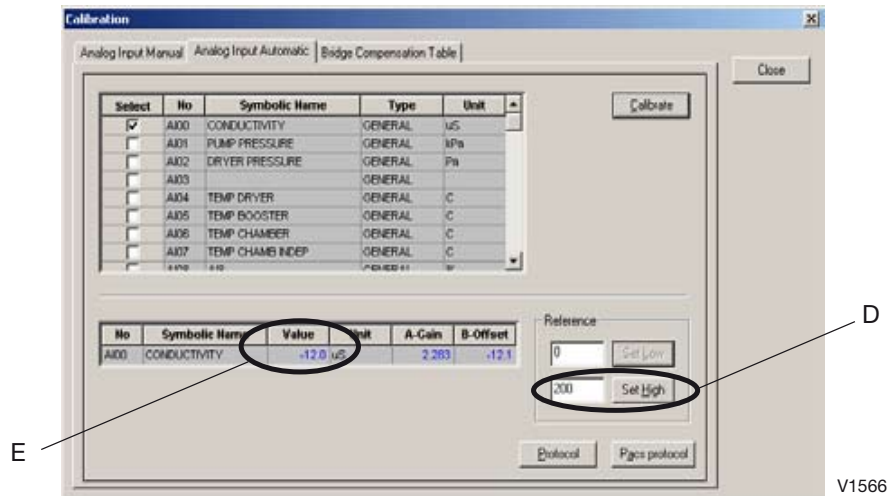 Calibration
Analog Input Manual Analog Input Automatic Bridge Compensation Table
Close
Select No Symbolic Name Type Unit
Calibrate
AI00 CONDUCTIVITY GENERAL uS
AI01 PUMP PRESSURE GENERAL kPa
AI02 DRYER PRESSURE GENERAL Pa
AI03 GENERAL
AI04 TEMP DRYER GENERAL C
AI05 TEMP BOOSTER GENERAL C
AI06 TEMP CHAMBER GENERAL C
AI07 TEMP CHAMB INDEP GENERAL C
Reference
D
No Symbolic Name Value Unit A-Gain B-Offset
AI00 CONDUCTIVITY -12.0 uS 2.283 -12.1
0 Set Low
200 Set High
E
Protocol Pacs protocol
V1566